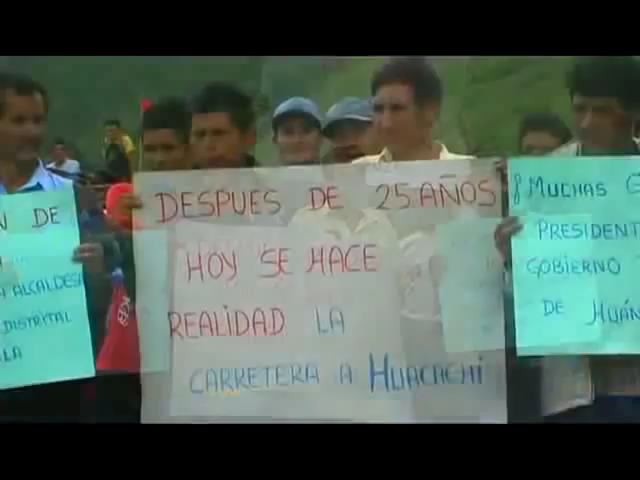 N DE
ALCALDESA
DISTRITAL
LA
DESPUES DE 25 AÑOS
HOY SE HACE
REALIDAD LA
CARRETERA A HUACACHI
¡ MUCHAS G
PRESIDENT
GOBIERNO
DE HUÁN